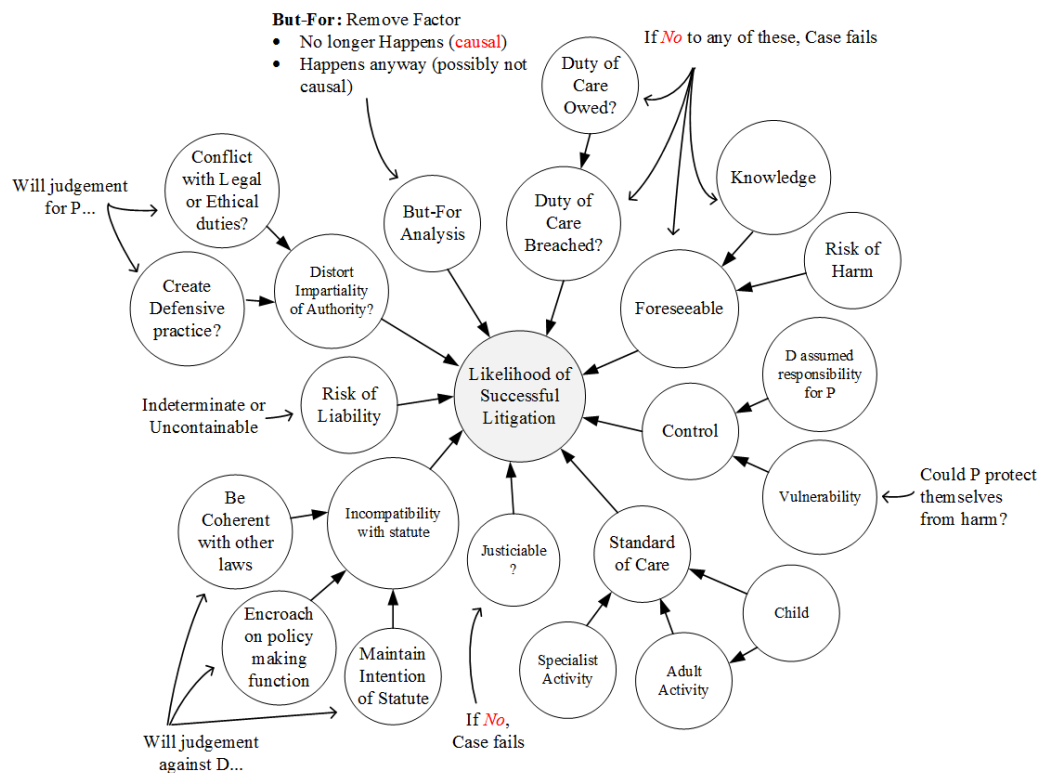 But-For: Remove Factor
• No longer Happens (causal)
• Happens anyway (possibly not
causal)
If No to any of these, Case fails
Duty of
Care
Owed?
Conflict
with Legal
or Ethical
duties?
Will judgement
for P...
But-For
Analysis
Duty of
Care
Breached?
Knowledge
Risk of
Harm
Create
Defensive
practice?
Distort
Impartiality
of Authority?
Foreseeable
Likelihood of
Successful
Litigation
D assumed
responsibility
for P
Indeterminate or
Uncontainable
Risk of
Liability
Control
Vulnerability
Could P protect
themselves
from harm?
Be
Coherent
with other
laws
Incompatibility
with statute
Justiciable
?
Standard
of Care
Child
Encroach
on policy
making
function
Maintain
Intention
of Statute
Specialist
Activity
Adult
Activity
If No,
Case fails
Will judgement
against D...